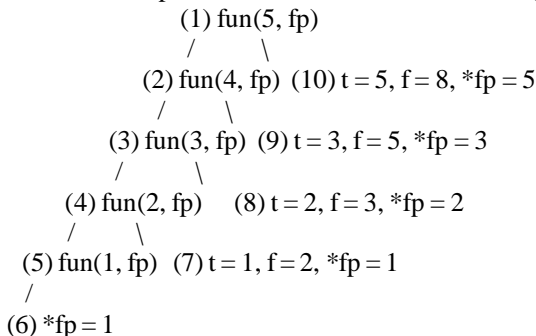 (1) fun(5, fp)
(2) fun(4, fp) (10) t = 5, f = 8, *fp = 5
(3) fun(3, fp) (9) t = 3, f = 5, *fp = 3
(4) fun(2, fp) (8) t = 2, f = 3, *fp = 2
(5) fun(1, fp) (7) t = 1, f = 2, *fp = 1
(6) *fp = 1